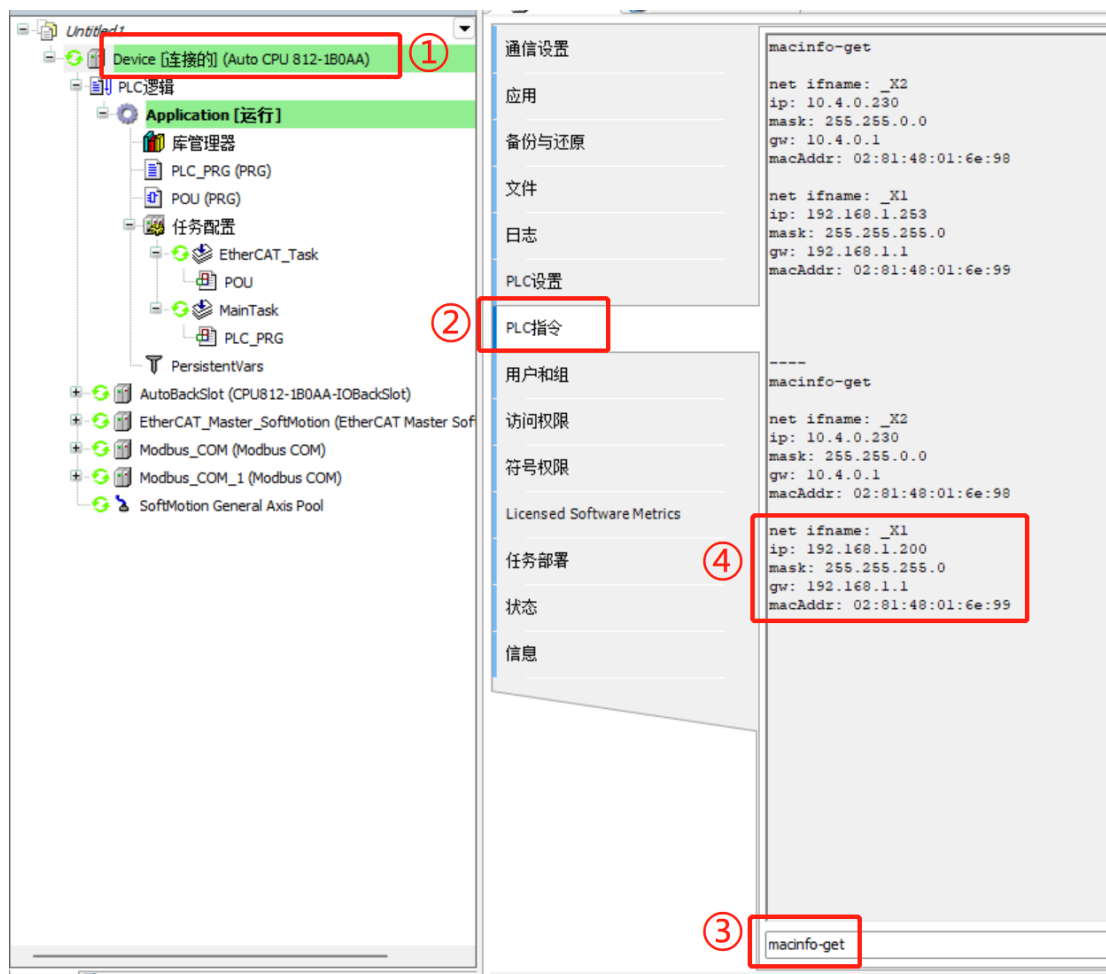 Untitled1
①
Device [连接的] (Auto CPU 812-1B0AA)
PLC逻辑
Application [运行]
库管理器
PLC_PRG (PRG)
POU (PRG)
任务配置
EtherCAT_Task
POU
MainTask
PLC_PRG
PersistentVars
AutoBackSlot (CPU812-1B0AA-IOBackSlot)
EtherCAT_Master_SoftMotion (EtherCAT Master Sof
Modbus_COM (Modbus COM)
Modbus_COM_1 (Modbus COM)
SoftMotion General Axis Pool
通信设置
应用
备份与还原
文件
日志
PLC设置
②
PLC指令
用户和组
访问权限
符号权限
Licensed Software Metrics
任务部署
状态
信息
macinfo-get
net ifname: _X2
ip: 10.4.0.230
mask: 255.255.0.0
gw: 10.4.0.1
macAddr: 02:81:48:01:6e:98
net ifname: _X1
ip: 192.168.1.253
mask: 255.255.255.0
gw: 192.168.1.1
macAddr: 02:81:48:01:6e:99
----
macinfo-get
net ifname: _X2
ip: 10.4.0.230
mask: 255.255.0.0
gw: 10.4.0.1
macAddr: 02:81:48:01:6e:98
④
net ifname: _X1
ip: 192.168.1.200
mask: 255.255.255.0
gw: 192.168.1.1
macAddr: 02:81:48:01:6e:99
③
macinfo-get